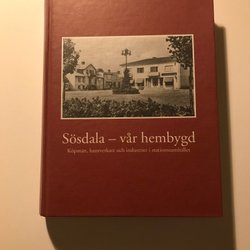 Sösdala – vår hembygd
Köpmän, hantverkare och industrier i stationssamhället